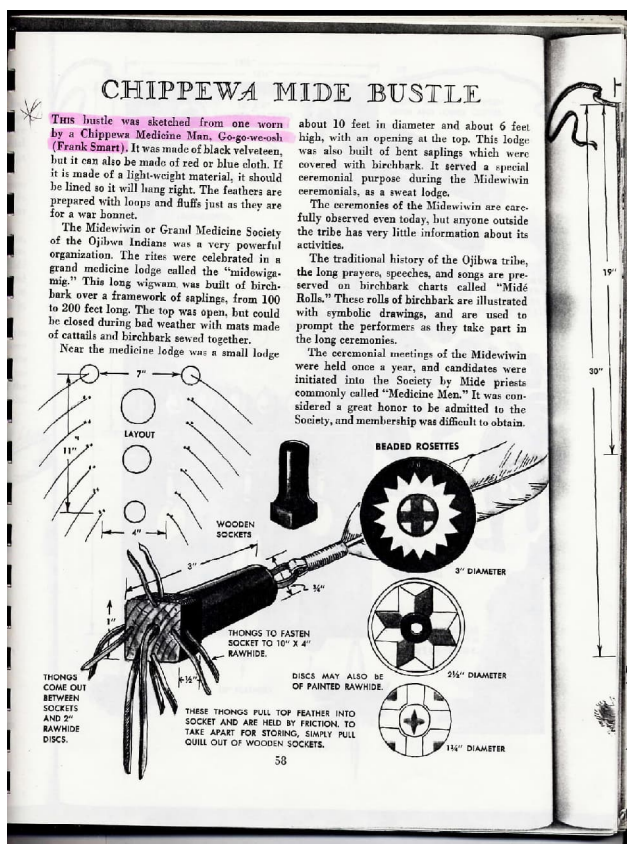 CHIPPEWA MIDE BUSTLE
THIS bustle was sketched from one worn
by a Chippewa Medicine Man, Go-go-we-osh
(Frank Smart). It was made of black velveteen,
but it can also be made of red or blue cloth. If
it is made of a light-weight material, it should
be lined so it will hang right. The feathers are
prepared with loops and fluffs just as they are
for a war bonnet.
The Midewiwin or Grand Medicine Society
of the Ojibwa Indians was a very powerful
organization. The rites were celebrated in a
grand medicine lodge called the "midewiga-
mig." This long wigwam was built of birch-
bark over a framework of saplings, from 100
to 200 feet long. The top was open, but could
be closed during bad weather with mats made
of cattails and birchbark sewed together.
Near the medicine lodge was a small lodge
about 10 feet in diameter and about 6 feet
high, with an opening at the top. This lodge
was also built of bent saplings which were
covered with birchbark. It served a special
ceremonial purpose during the Midewiwin
ceremonials, as a sweat lodge.
The ceremonies of the Midewiwin are care-
fully observed even today, but anyone outside
the tribe has very little information about its
activities.
The traditional history of the Ojibwa tribe,
the long prayers, speeches, and songs are pre-
served on birchbark charts called "Midé
Rolls." These rolls of birchbark are illustrated
with symbolic drawings, and are used to
prompt the performers as they take part in
the long ceremonies.
The ceremonial meetings of the Midewiwin
were held once a year, and candidates were
initiated into the Society by Mide priests
commonly called "Medicine Men." It was con-
sidered a great honor to be admitted to the
Society, and membership was difficult to obtain.
7"
LAYOUT
11"
4"
WOODEN
SOCKETS
3"
¾"
1"
½"
THONGS TO FASTEN
SOCKET TO 10" X 4"
RAWHIDE.
THONGS
COME OUT
BETWEEN
SOCKETS
AND 2"
RAWHIDE
DISCS.
THESE THONGS PULL TOP FEATHER INTO
SOCKET AND ARE HELD BY FRICTION. TO
TAKE APART FOR STORING, SIMPLY PULL
QUILL OUT OF WOODEN SOCKETS.
BEADED ROSETTES
3" DIAMETER
DISCS MAY ALSO BE
OF PAINTED RAWHIDE.
2½" DIAMETER
1¾" DIAMETER
58
19"
30"